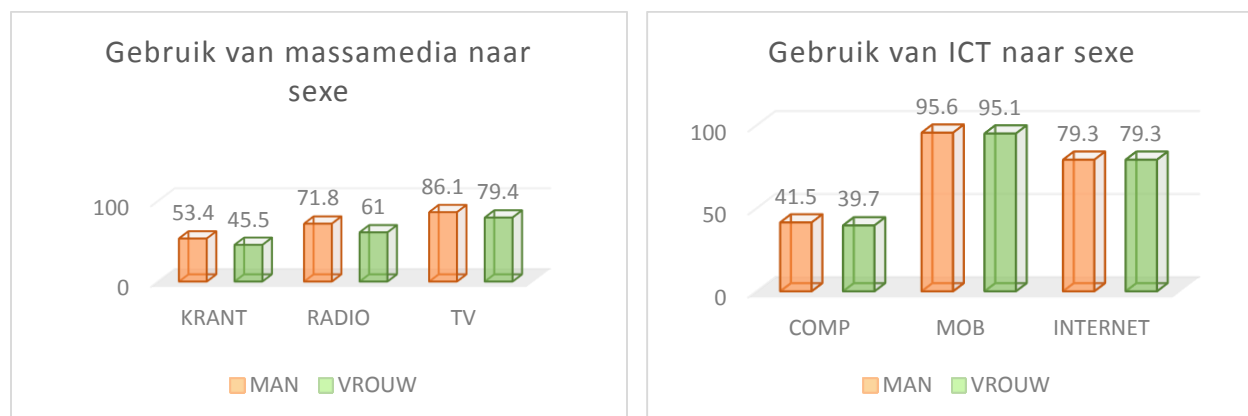 Gebruik van massamedia naar
sexe
100
0
53.4
45.5
71.8
61
86.1
79.4
KRANT
RADIO
TV
MAN
VROUW
Gebruik van ICT naar sexe
100
50
0
41.5
39.7
95.6
95.1
79.3
79.3
COMP
MOB
INTERNET
MAN
VROUW